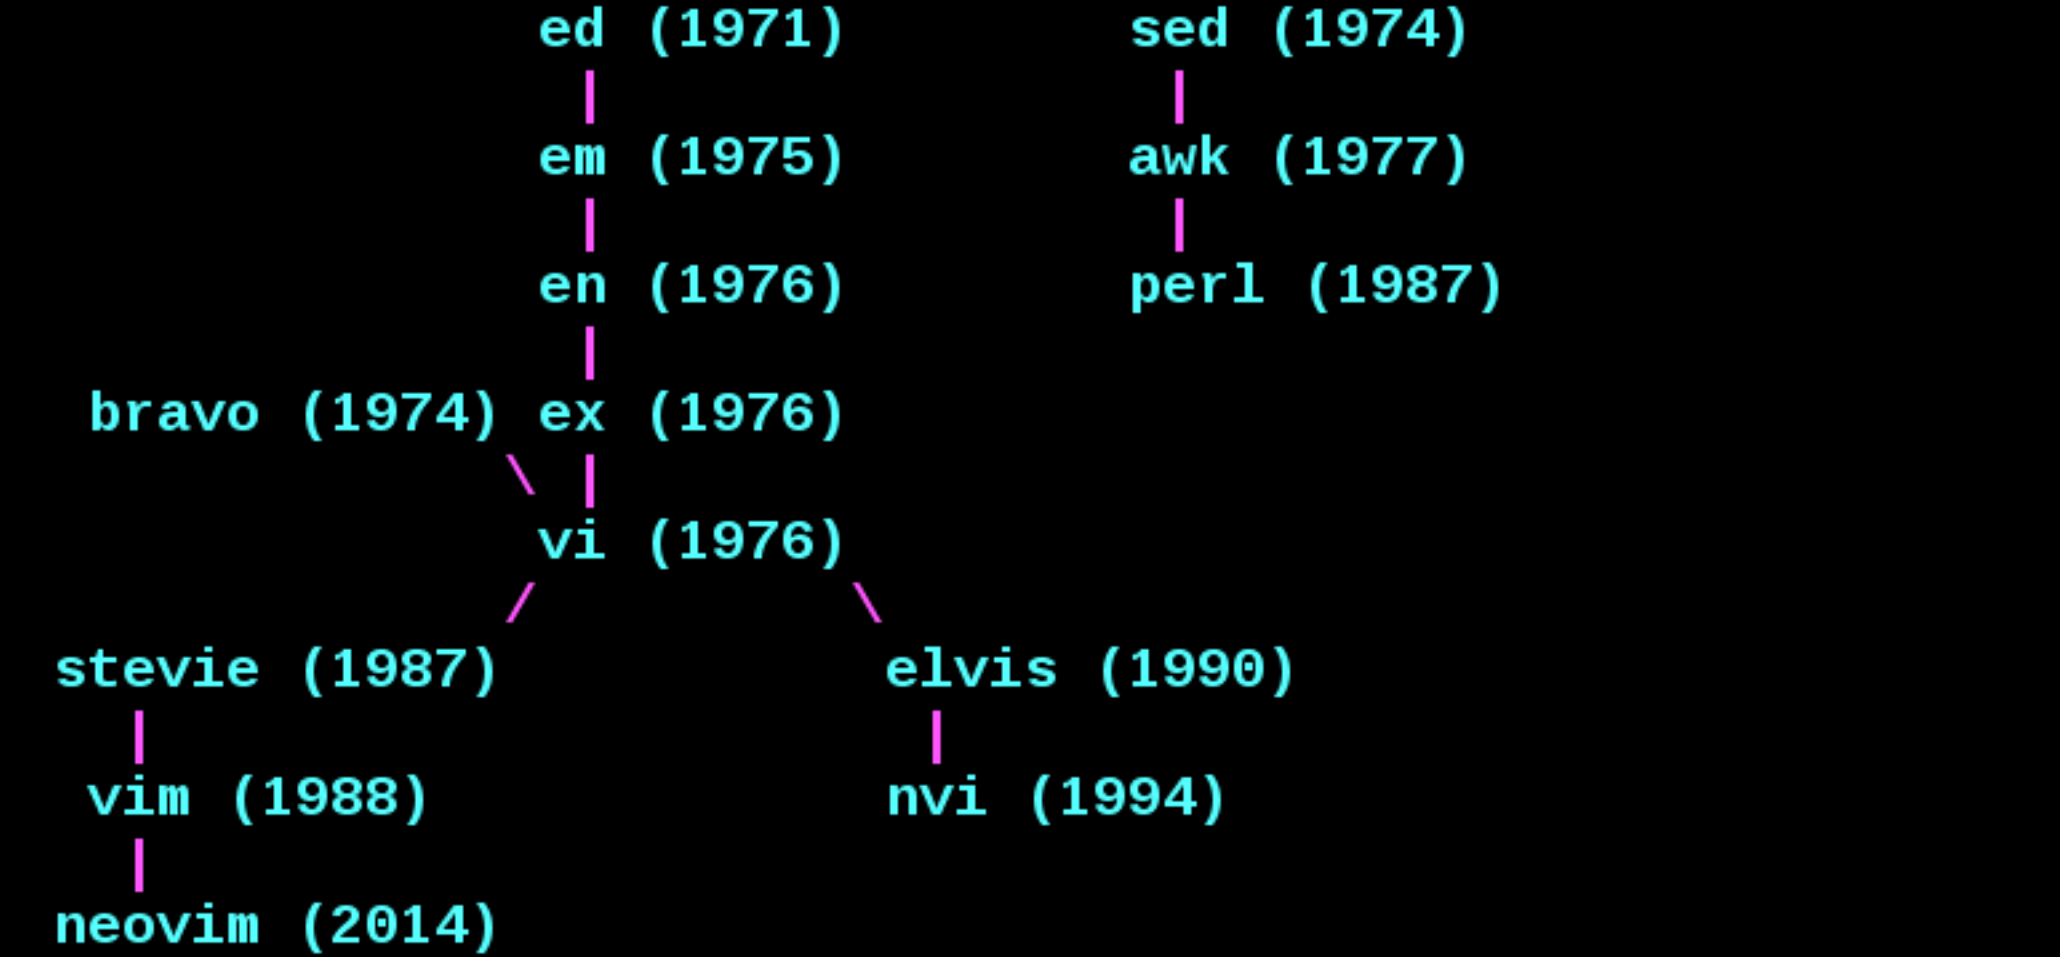 ed (1971)        sed (1974)
|                |
em (1975)        awk (1977)
|                |
en (1976)        perl (1987)
|
bravo (1974) ex (1976)
\ |
vi (1976)
/         \
stevie (1987)           elvis (1990)
|                      |
vim (1988)             nvi (1994)
|
neovim (2014)